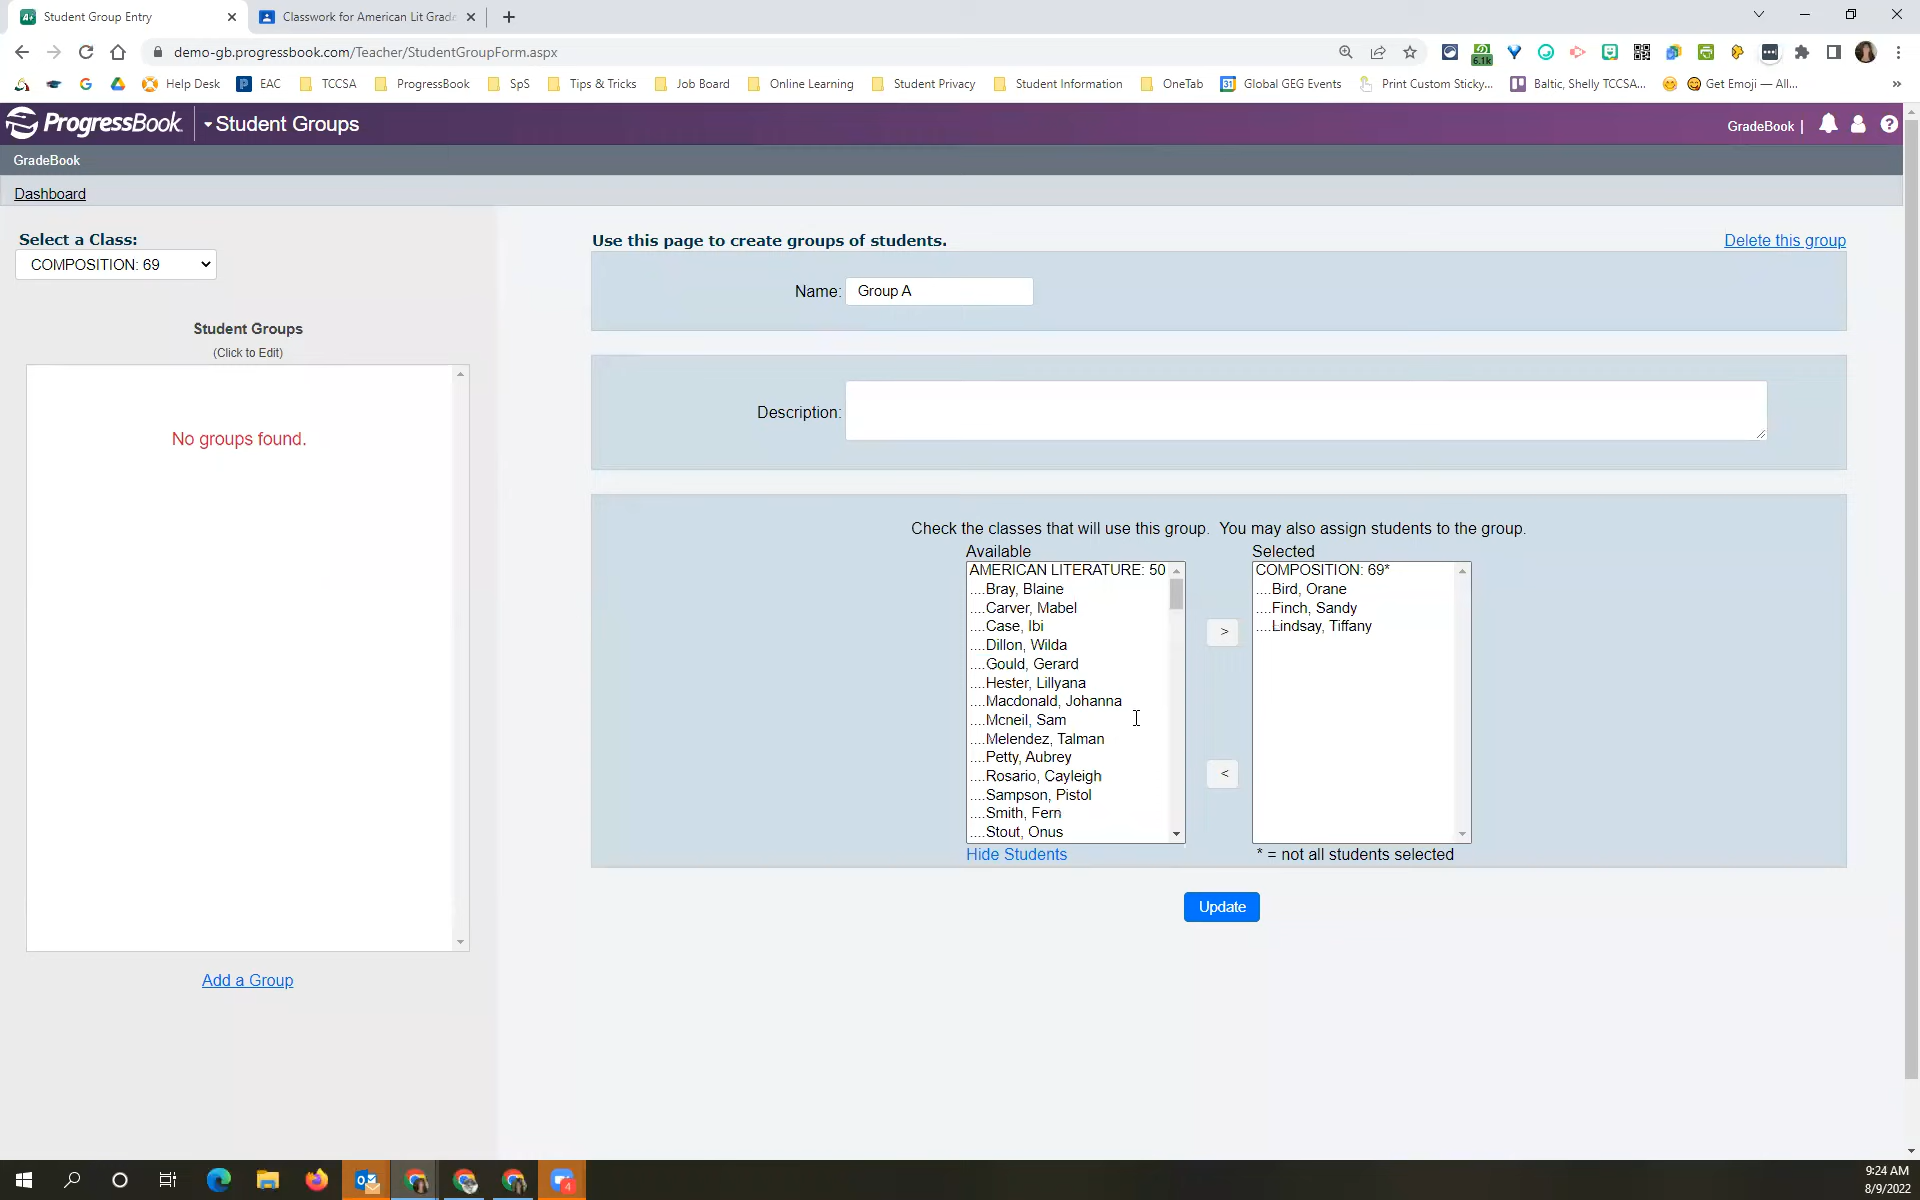 Student Group Entry
Classwork for American Lit Grade
demo-gb.progressbook.com/Teacher/StudentGroupForm.aspx
6.1k
Help Desk
EAC
TCCSA
ProgressBook
SpS
Tips & Tricks
Job Board
Online Learning
Student Privacy
Student Information
OneTab
Global GEG Events
Print Custom Sticky...
Baltic, Shelly TCCSA...
Get Emoji — All...
ProgressBook
Student Groups
GradeBook |
GradeBook
Dashboard
Select a Class:
COMPOSITION: 69
Student Groups
(Click to Edit)
No groups found.
Add a Group
Use this page to create groups of students.
Delete this group
Name: Group A
Description:
Check the classes that will use this group. You may also assign students to the group.
Available
AMERICAN LITERATURE: 50
....Bray, Blaine
....Carver, Mabel
....Case, Ibi
....Dillon, Wilda
....Gould, Gerard
....Hester, Lillyana
....Macdonald, Johanna
....Mcneil, Sam
....Melendez, Talman
....Petty, Aubrey
....Rosario, Cayleigh
....Sampson, Pistol
....Smith, Fern
....Stout, Onus
Hide Students
>
<
Selected
COMPOSITION: 69*
....Bird, Orane
....Finch, Sandy
....Lindsay, Tiffany
* = not all students selected
Update
9:24 AM
8/9/2022